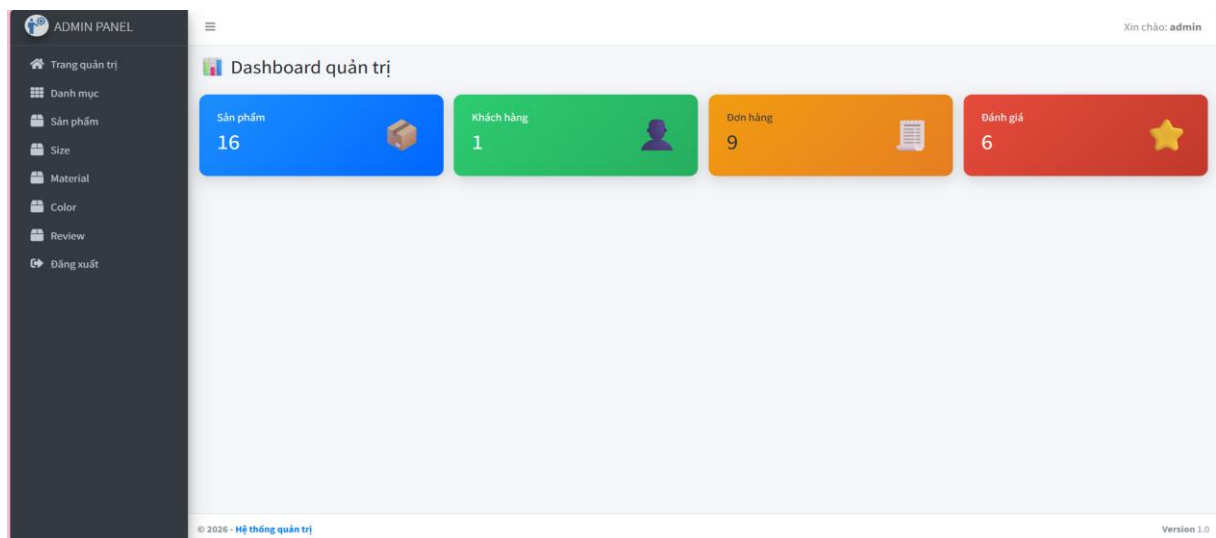 ADMIN PANEL
Xin chào: admin
Trang quản trị
Danh mục
Sản phẩm
Size
Material
Color
Review
Đăng xuất
Dashboard quản trị
Sản phẩm
16
Khách hàng
1
Đơn hàng
9
Đánh giá
6
© 2026 - Hệ thống quản trị
Version 1.0